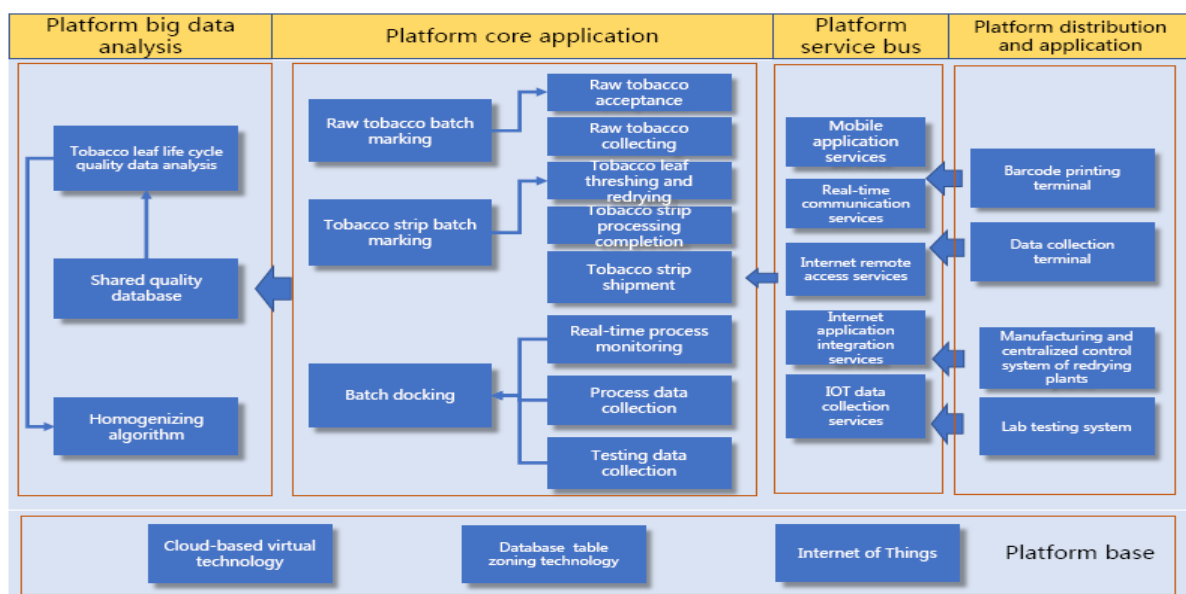 Platform big data
analysis
Platform core application
Platform
service bus
Platform distribution
and application
Tobacco leaf life cycle
quality data analysis
Shared quality
database
Homogenizing
algorithm
Raw tobacco batch
marking
Tobacco strip batch
marking
Batch docking
Raw tobacco
acceptance
Raw tobacco
collecting
Tobacco leaf
threshing and
redrying
Tobacco strip
processing
completion
Tobacco strip
shipment
Real-time process
monitoring
Process data
collection
Testing data
collection
Mobile
application
services
Real-time
communication
services
Internet remote
access services
Internet
application
integration
services
IOT data
collection
services
Barcode printing
terminal
Data collection
terminal
Manufacturing and
centralized control
system of redrying
plants
Lab testing system
Cloud-based virtual
technology
Database table
zoning technology
Internet of Things
Platform base